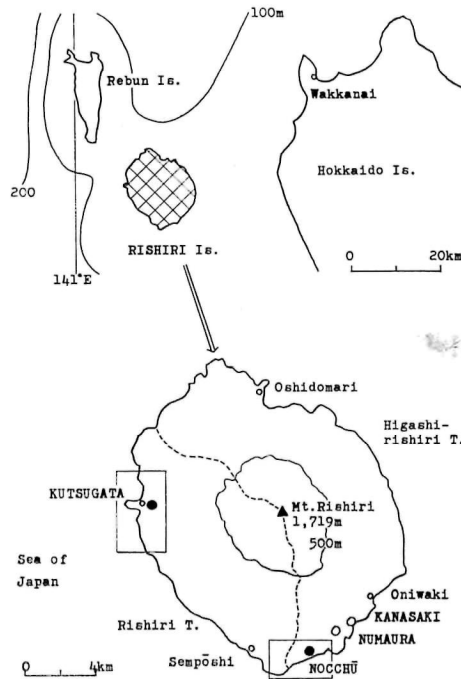 100m
Rebun Is.
Wakkanai
Hokkaido Is.
200
RISHIRI Is.
141°E
0 20km
Oshidomari
Higashi-
rishiri T.
KUTSUGATA
Mt.Rishiri
1,719m
500m
Sea of
Japan
Oniwaki
KANASAKI
Rishiri T.
NUMAURA
Sempōshi
NOCCHŪ
0 4km